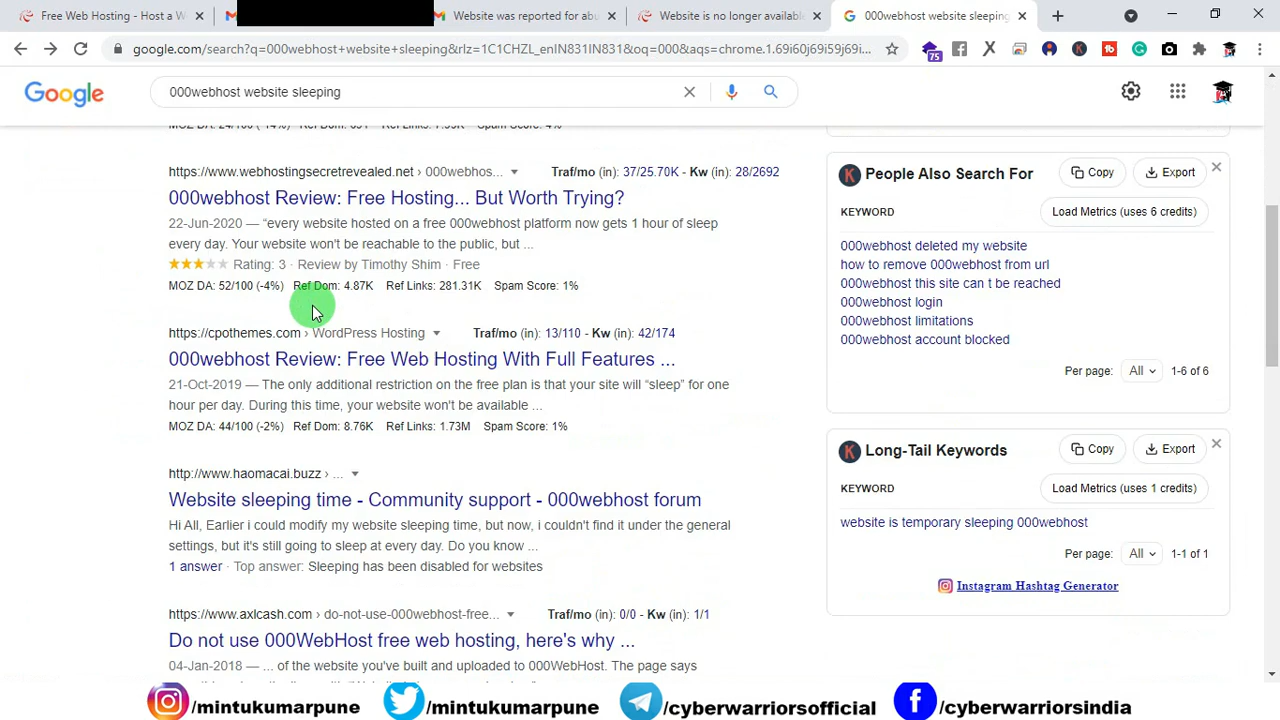 Free Web Hosting - Host a W
Website was reported for abu
Website is no longer available
000webhost website sleeping
google.com/search?q=000webhost+website+sleeping&rlz=1C1CHZL_enIN831IN831&oq=000&aqs=chrome.1.69i60j69i59j69i...
75
Google
000webhost website sleeping
https://www.webhostingsecretrevealed.net › 000webhos... Traf/mo (in): 37/25.70K - Kw (in): 28/2692
000webhost Review: Free Hosting... But Worth Trying?
22-Jun-2020 — “every website hosted on a free 000webhost platform now gets 1 hour of sleep
every day. Your website won't be reachable to the public, but ...
Rating: 3 · Review by Timothy Shim · Free
MOZ DA: 52/100 (-4%) Ref Dom: 4.87K Ref Links: 281.31K Spam Score: 1%
https://cpothemes.com › WordPress Hosting Traf/mo (in): 13/110 - Kw (in): 42/174
000webhost Review: Free Web Hosting With Full Features ...
21-Oct-2019 — The only additional restriction on the free plan is that your site will “sleep” for one
hour per day. During this time, your website won't be available ...
MOZ DA: 44/100 (-2%) Ref Dom: 8.76K Ref Links: 1.73M Spam Score: 1%
http://www.haomacai.buzz › ...
Website sleeping time - Community support - 000webhost forum
Hi All, Earlier i could modify my website sleeping time, but now, i couldn't find it under the general
settings, but it's still going to sleep at every day. Do you know ...
1 answer · Top answer: Sleeping has been disabled for websites
https://www.axlcash.com › do-not-use-000webhost-free... Traf/mo (in): 0/0 - Kw (in): 1/1
Do not use 000WebHost free web hosting, here's why ...
04-Jan-2018 — ... of the website you've built and uploaded to 000WebHost. The page says
People Also Search For Copy Export
KEYWORD Load Metrics (uses 6 credits)
000webhost deleted my website
how to remove 000webhost from url
000webhost this site can t be reached
000webhost login
000webhost limitations
000webhost account blocked
Per page: All 1-6 of 6
Long-Tail Keywords Copy Export
KEYWORD Load Metrics (uses 1 credits)
website is temporary sleeping 000webhost
Per page: All 1-1 of 1
Instagram Hashtag Generator
/mintukumarpune /mintukumarpune /cyberwarriorsofficial /cyberwarriorsindia